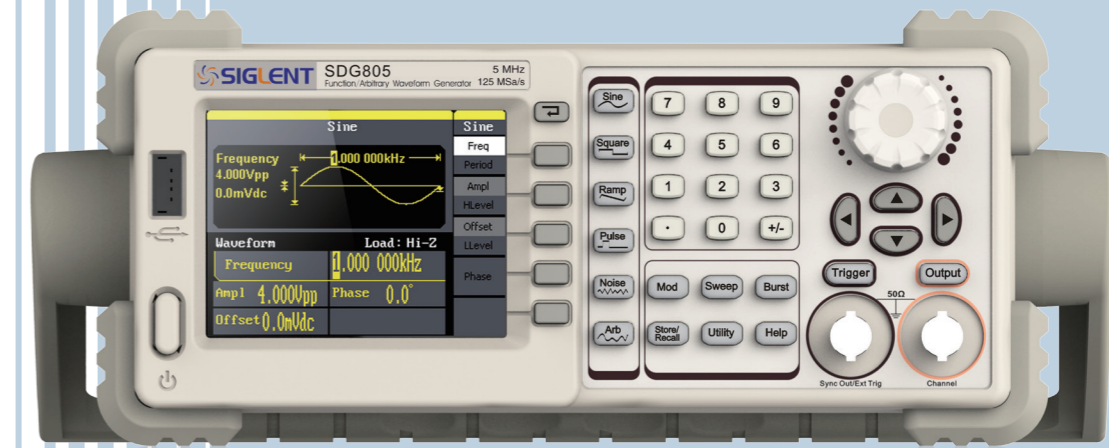 SIGLENT
SDG805
5 MHz
Function/Arbitrary Waveform Generator
125 MSa/s
Sine
Sine
Freq
Period
Ampl
HLevel
Offset
LLevel
Phase
Frequency
1.000 000kHz
4.000Vpp
0.0mVdc
Waveform
Load: Hi-Z
Frequency
1.000 000kHz
Ampl 4.000Vpp
Phase 0.0°
Offset 0.0mVdc
Sine
Square
Ramp
Pulse
Noise
Arb
7 8 9
4 5 6
1 2 3
. 0 +/-
Mod Sweep Burst
Store/
Recall
Utility Help
Trigger
Output
50Ω
Sync Out/Ext Trig
Channel